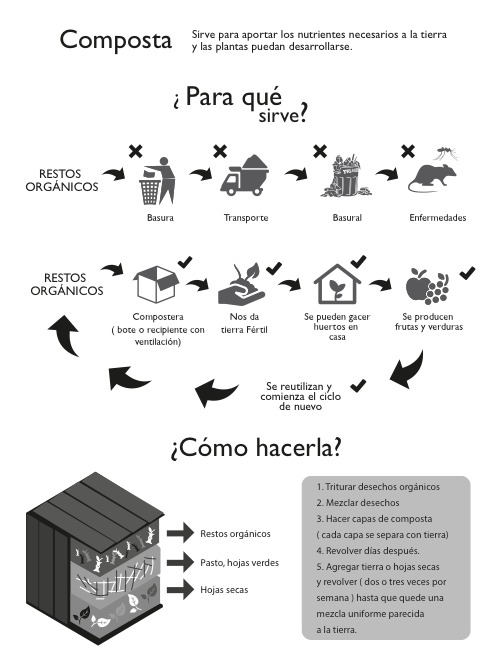 Composta
Sirve para aportar los nutrientes necesarios a la tierra
y las plantas puedan desarrollarse.
¿Para qué
sirve?
RESTOS
ORGÁNICOS
Basura
Transporte
Basural
Enfermedades
RESTOS
ORGÁNICOS
Compostera
( bote o recipiente con
ventilación)
Nos da
tierra Fértil
Se pueden gacer
huertos en
casa
Se producen
frutas y verduras
Se reutilizan y
comienza el ciclo
de nuevo
¿Cómo hacerla?
Restos orgánicos
Pasto, hojas verdes
Hojas secas
1. Triturar desechos orgánicos
2. Mezclar desechos
3. Hacer capas de composta
( cada capa se separa con tierra)
4. Revolver días después.
5. Agregar tierra o hojas secas
y revolver ( dos o tres veces por
semana ) hasta que quede una
mezcla uniforme parecida
a la tierra.